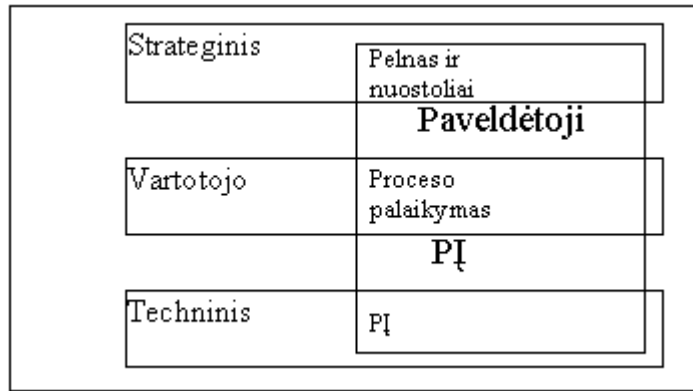 Strateginis
Pelnas ir
nuostoliai
Paveldėtoji
Vartotojo
Proceso
palaikymas
PĮ
Techninis
PĮ